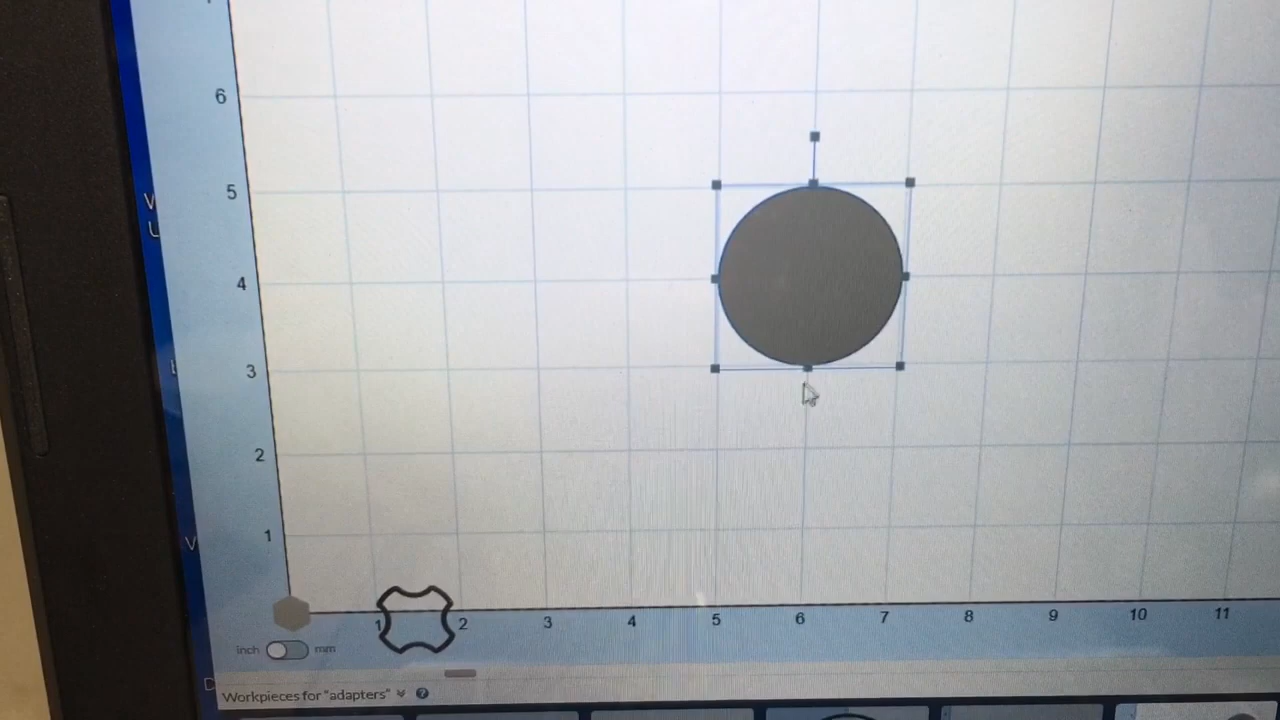 6
5
4
3
2
1
1 2 3 4 5 6 7 8 9 10 11
inch mm
Workpieces for "adapters" ?